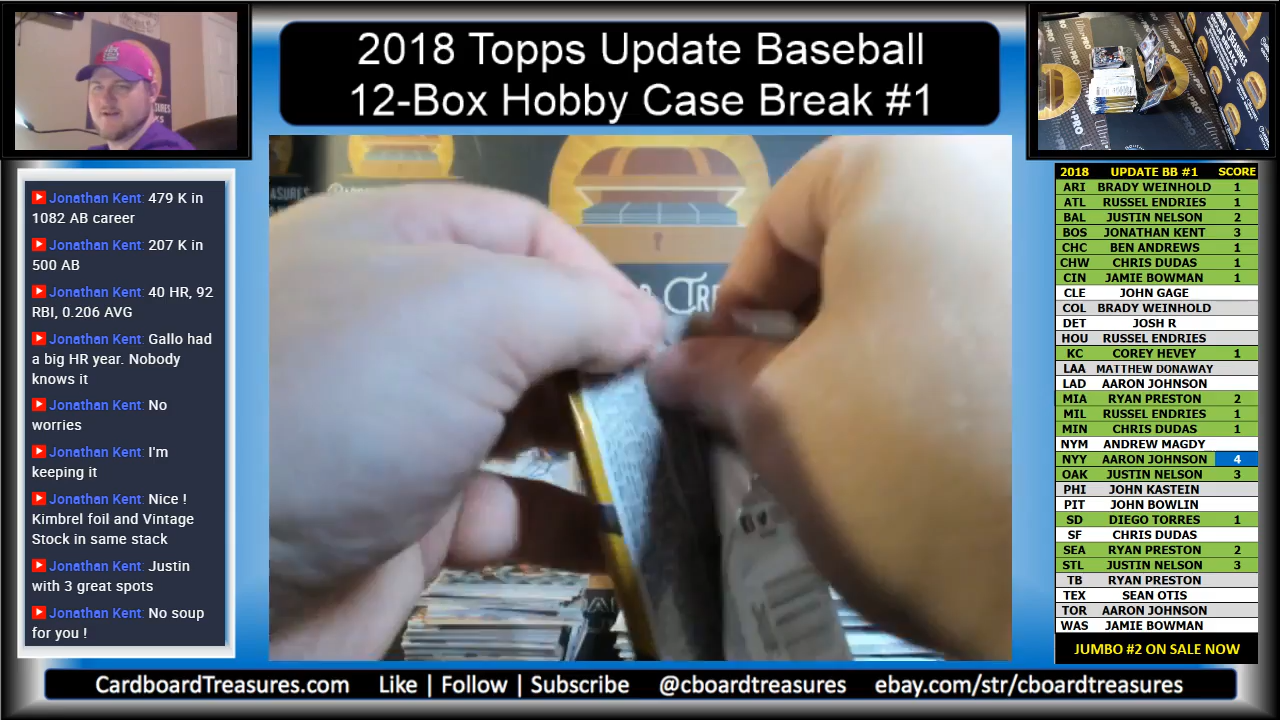 2018 Topps Update Baseball
12-Box Hobby Case Break #1
Jonathan Kent: 479 K in
1082 AB career
Jonathan Kent: 207 K in
500 AB
Jonathan Kent: 40 HR, 92
RBI, 0.206 AVG
Jonathan Kent: Gallo had
a big HR year. Nobody
knows it
Jonathan Kent: No
worries
Jonathan Kent: I'm
keeping it
Jonathan Kent: Nice !
Kimbrel foil and Vintage
Stock in same stack
Jonathan Kent: Justin
with 3 great spots
Jonathan Kent: No soup
for you !
2018 UPDATE BB #1 SCORE
ARI BRADY WEINHOLD 1
ATL RUSSEL ENDRIES 1
BAL JUSTIN NELSON 2
BOS JONATHAN KENT 3
CHC BEN ANDREWS 1
CHW CHRIS DUDAS 1
CIN JAMIE BOWMAN 1
CLE JOHN GAGE
COL BRADY WEINHOLD
DET JOSH R
HOU RUSSEL ENDRIES
KC COREY HEVEY 1
LAA MATTHEW DONAWAY
LAD AARON JOHNSON
MIA RYAN PRESTON 2
MIL RUSSEL ENDRIES 1
MIN CHRIS DUDAS 1
NYM ANDREW MAGDY
NYY AARON JOHNSON 4
OAK JUSTIN NELSON 3
PHI JOHN KASTEIN
PIT JOHN BOWLIN
SD DIEGO TORRES 1
SF CHRIS DUDAS
SEA RYAN PRESTON 2
STL JUSTIN NELSON 3
TB RYAN PRESTON
TEX SEAN OTIS
TOR AARON JOHNSON
WAS JAMIE BOWMAN
JUMBO #2 ON SALE NOW
CardboardTreasures.com Like | Follow | Subscribe @cboardtreasures ebay.com/str/cboardtreasures